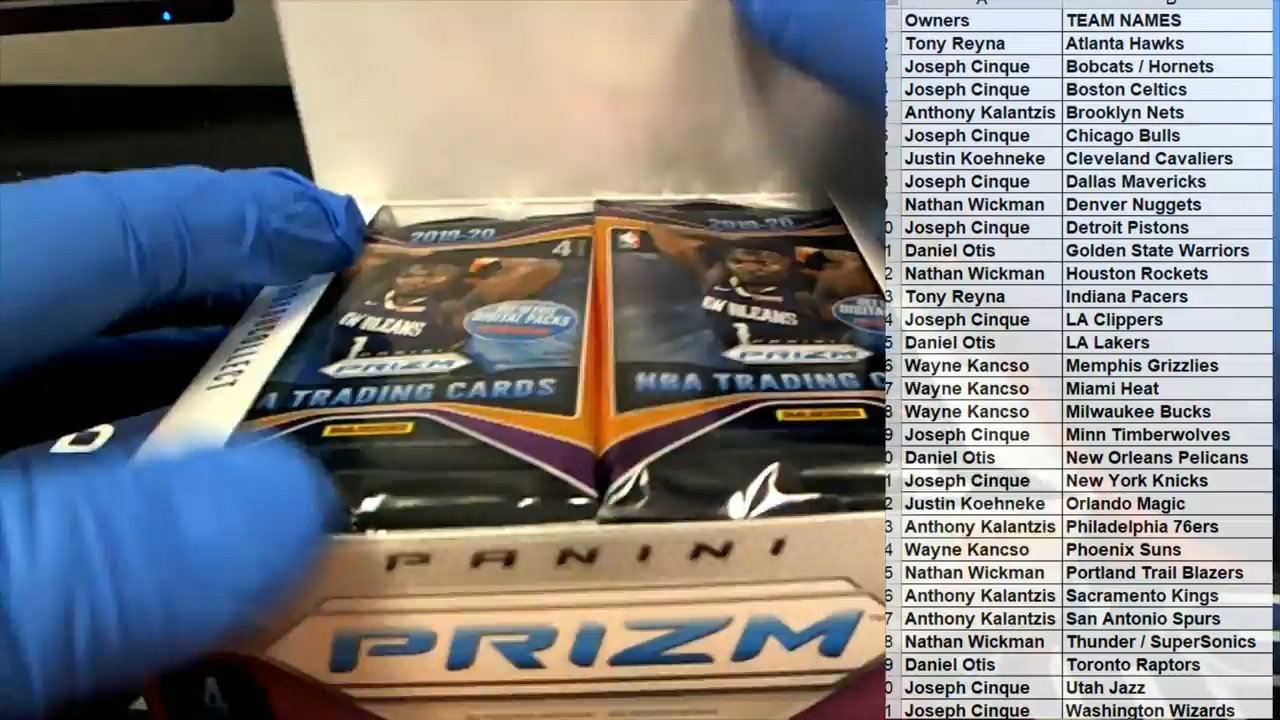 Owners TEAM NAMES
Tony Reyna Atlanta Hawks
Joseph Cinque Bobcats / Hornets
Joseph Cinque Boston Celtics
Anthony Kalantzis Brooklyn Nets
Joseph Cinque Chicago Bulls
Justin Koehneke Cleveland Cavaliers
Joseph Cinque Dallas Mavericks
Nathan Wickman Denver Nuggets
Joseph Cinque Detroit Pistons
Daniel Otis Golden State Warriors
Nathan Wickman Houston Rockets
Tony Reyna Indiana Pacers
Joseph Cinque LA Clippers
Daniel Otis LA Lakers
Wayne Kancso Memphis Grizzlies
Wayne Kancso Miami Heat
Wayne Kancso Milwaukee Bucks
Joseph Cinque Minn Timberwolves
Daniel Otis New Orleans Pelicans
Joseph Cinque New York Knicks
Justin Koehneke Orlando Magic
Anthony Kalantzis Philadelphia 76ers
Wayne Kancso Phoenix Suns
Nathan Wickman Portland Trail Blazers
Anthony Kalantzis Sacramento Kings
Anthony Kalantzis San Antonio Spurs
Nathan Wickman Thunder / SuperSonics
Daniel Otis Toronto Raptors
Joseph Cinque Utah Jazz
Joseph Cinque Washington Wizards
2019-20
4
DIGITAL PACKS
1
PRIZM
A TRADING CARDS
PANINI
2019-20
1
PRIZM
NBA TRADING C
PANINI
PANINI
PRIZM